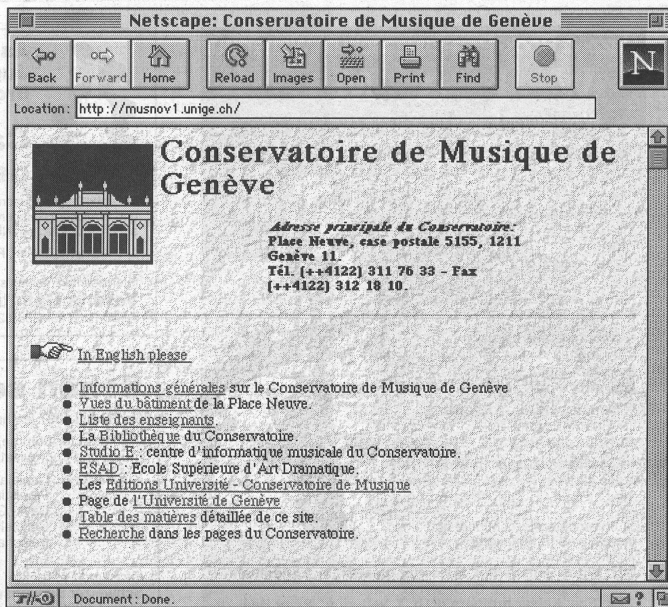 Netscape: Conservatoire de Musique de Genève
Back Forward Home Reload Images Open Print Find Stop
N
Location: http://musnov1.unige.ch/
Conservatoire de Musique de
Genève
Adresse principale du Conservatoire:
Place Neuve, case postale 5155, 1211
Genève 11.
Tél. (++4122) 311 76 33 - Fax
(++4122) 312 18 10.
In English please
Informations générales sur le Conservatoire de Musique de Genève
Vues du bâtiment de la Place Neuve.
Liste des enseignants.
La Bibliothèque du Conservatoire.
Studio E : centre d'informatique musicale du Conservatoire.
ESAD : Ecole Supérieure d'Art Dramatique.
Les Editions Université - Conservatoire de Musique
Page de l'Université de Genève
Table des matières détaillée de ce site.
Recherche dans les pages du Conservatoire.
Document: Done.
?